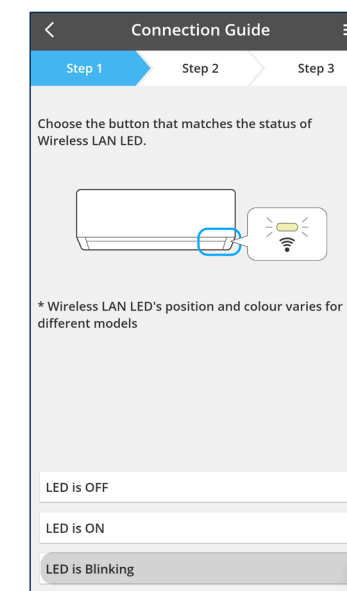 Connection Guide
Step 1
Step 2
Step 3
Choose the button that matches the status of
Wireless LAN LED.
* Wireless LAN LED's position and colour varies for
different models
LED is OFF
LED is ON
LED is Blinking